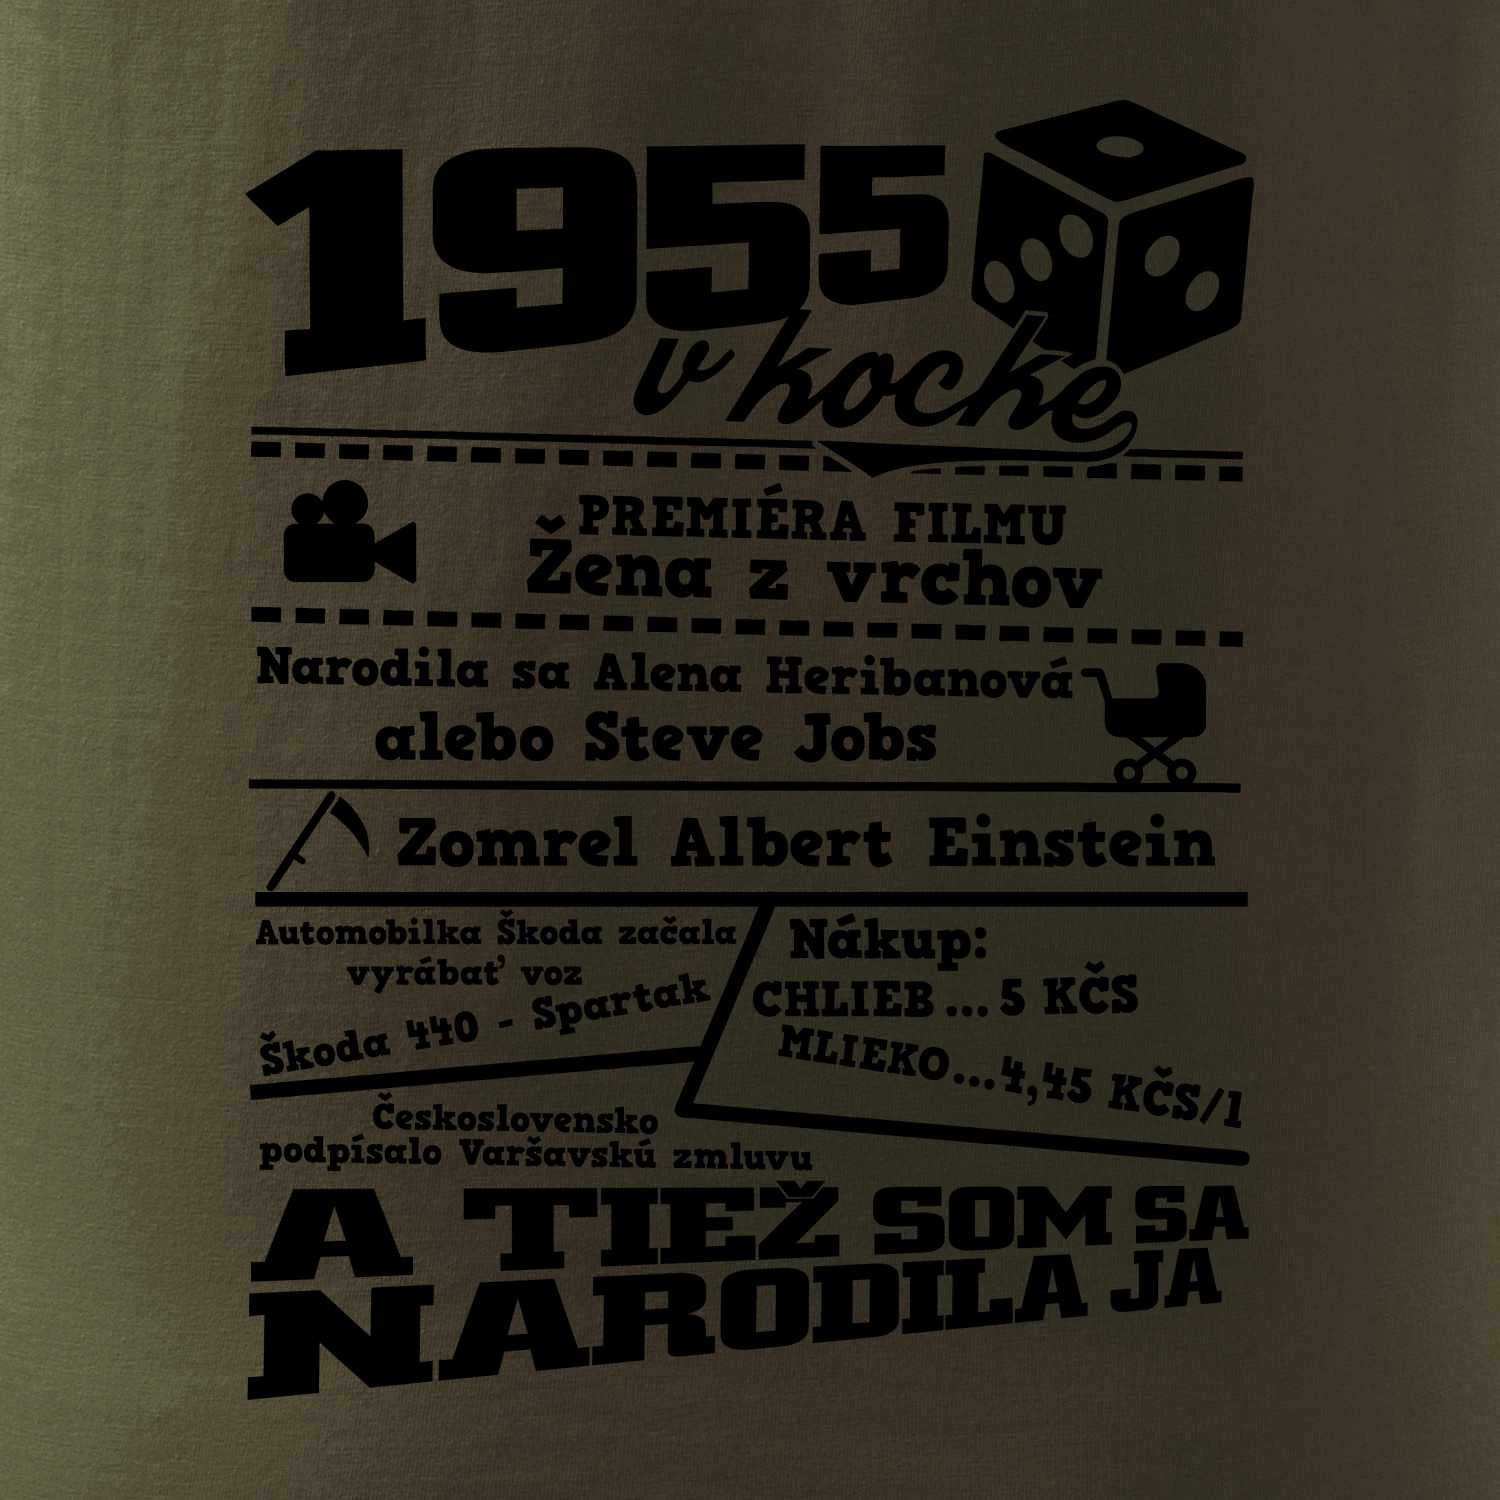 1955
v kocke
PREMIÉRA FILMU
Žena z vrchov
Narodila sa Alena Heribanová
alebo Steve Jobs
Zomrel Albert Einstein
Automobilka Škoda začala
vyrábať voz
Škoda 440 - Spartak
Nákup:
CHLIEB...5 KČS
MLIEKO...4,45 KČS/l
Československo
podpísalo Varšavskú zmluvu
A TIEŽ SOM SA
NARODILA JA